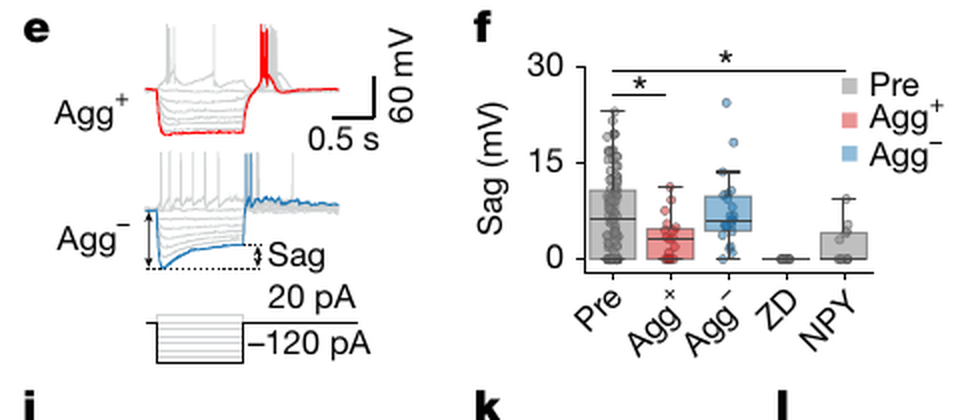 e
Agg⁺
60 mV
0.5 s
Agg⁻
Sag
20 pA
−120 pA
f
Sag (mV)
30
15
0
*
*
Pre
Agg⁺
Agg⁻
Pre
Agg⁺
Agg⁻
ZD
NPY
i
k
l